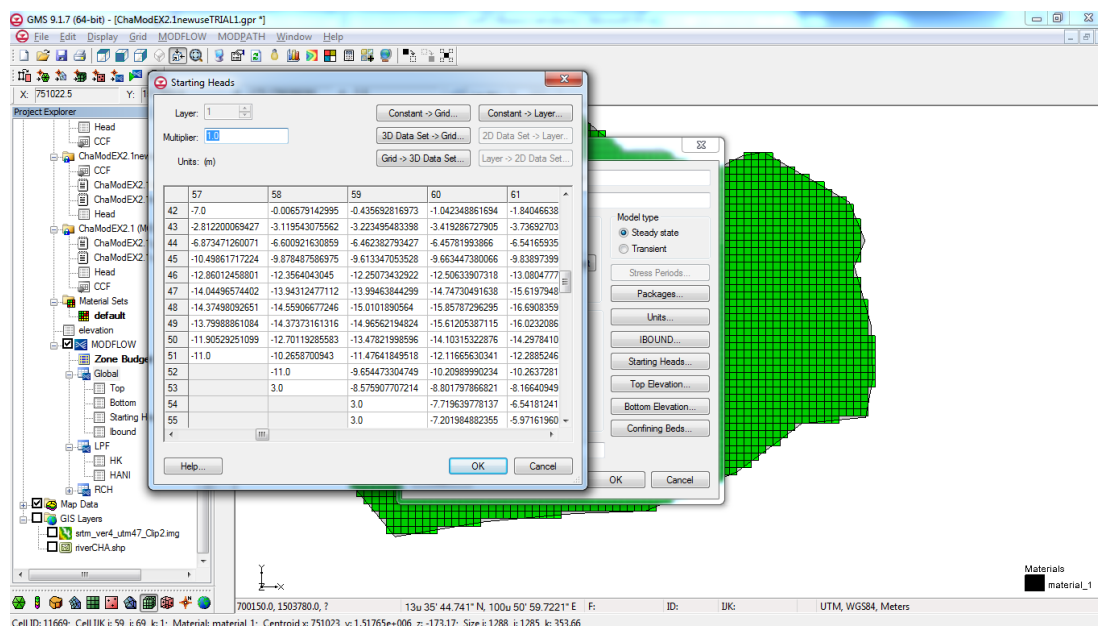 GMS 9.1.7 (64-bit) - [ChaModEX2.1newuseTRIAL1.gpr *]
File Edit Display Grid MODFLOW MODPATH Window Help
X: 751022.5 Y:
Project Explorer
Head
CCF
ChaModEX2.1new
CCF
ChaModEX2.
ChaModEX2.
Head
ChaModEX2.1 (M
ChaModEX2.
ChaModEX2.
Head
CCF
Material Sets
default
elevation
MODFLOW
Zone Budge
Global
Top
Bottom
Starting H
Ibound
LPF
HK
HANI
RCH
Map Data
GIS Layers
srtm_ver4_utm47_Clip2.img
riverCHA.shp
Starting Heads
Layer: 1 Constant -> Grid... Constant -> Layer...
Multiplier: 1.0 3D Data Set -> Grid... 2D Data Set -> Layer..
Units: (m) Grid -> 3D Data Set... Layer -> 2D Data Set...
57 58 59 60 61
42 -7.0 -0.006579142995 -0.435692816973 -1.042348861694 -1.84046638
43 -2.812200069427 -3.119543075562 -3.223495483398 -3.419286727905 -3.73692703
44 -6.873471260071 -6.600921630859 -6.462382793427 -6.45781993866 -6.54165935
45 -10.49861717224 -9.878487586975 -9.613347053528 -9.663447380066 -9.83897399
46 -12.86012458801 -12.3564043045 -12.25073432922 -12.50633907318 -13.0804777
47 -14.04496574402 -13.94312477112 -13.99463844299 -14.74730491638 -15.6197948
48 -14.37498092651 -14.55906677246 -15.0101890564 -15.85787296295 -16.6908359
49 -13.79988861084 -14.37373161316 -14.96562194824 -15.61205387115 -16.0232086
50 -11.90529251099 -12.70119285583 -13.47821998596 -14.10315322876 -14.2978410
51 -11.0 -10.2658700943 -11.47641849518 -12.11665630341 -12.2885246
52 -11.0 -9.654473304749 -10.20989990234 -10.2637281
53 3.0 -8.575907707214 -8.801797866821 -8.16640949
54 3.0 -7.719639778137 -6.54181241
55 3.0 -7.201984882355 -5.97161960
Help... OK Cancel
Model type
Steady state
Transient
Stress Periods...
Packages...
Units...
IBOUND...
Starting Heads...
Top Elevation...
Bottom Elevation...
Confining Beds...
OK Cancel
Y
Z X
Materials
material_1
700150.0, 1503780.0, ? 13u 35' 44.741" N, 100u 50' 59.7221" E F: ID: IJK: UTM, WGS84, Meters
Cell ID: 11669; Cell IJK i: 59, j: 69, k: 1; Material: material_1; Centroid x: 751023, y: 1.51765e+006, z: -173.17; Size i: 1288, j: 1285, k: 353.66